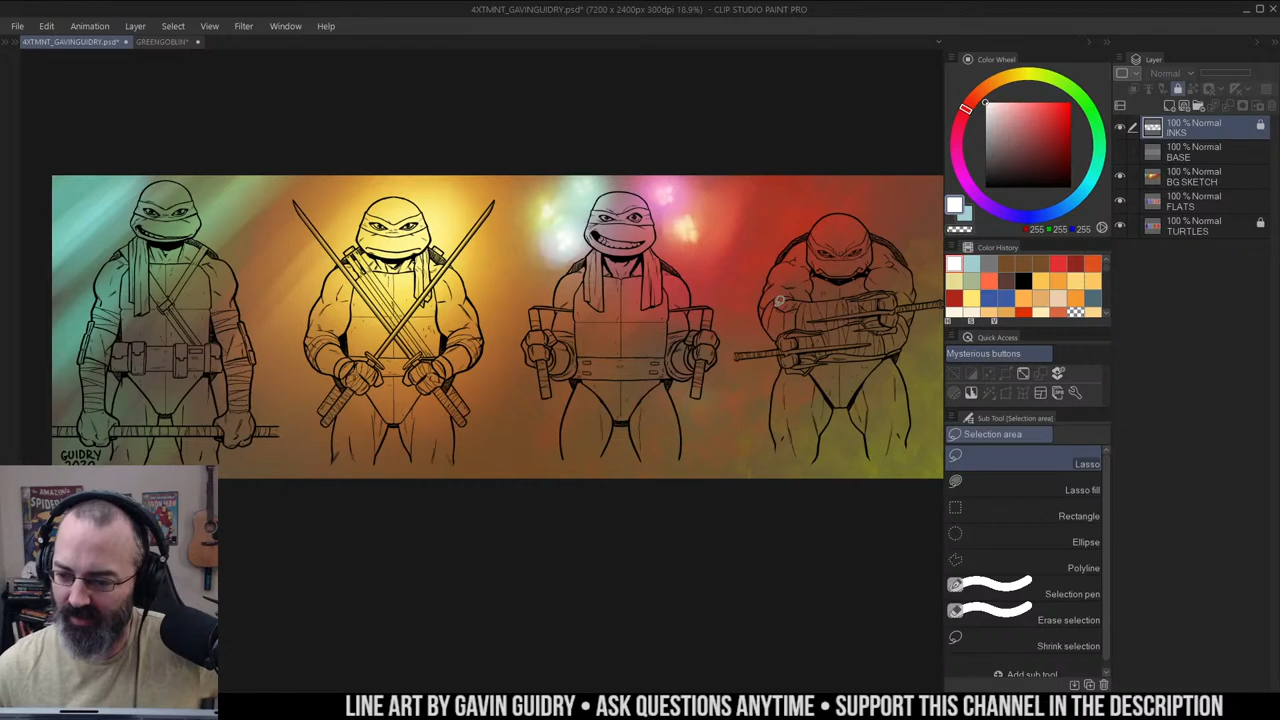 4XTMNT_GAVINGUIDRY.psd* (7200 x 2400px 300dpi 18.9%) - CLIP STUDIO PAINT PRO
File Edit Animation Layer Select View Filter Window Help
4XTMNT_GAVINGUIDRY.psd* GREENGOBLIN*
Color Wheel
255 255 255
Color History
H S V
Quick Access
Mysterious buttons
Sub Tool [Selection area]
Selection area
Lasso
Lasso fill
Rectangle
Ellipse
Polyline
Selection pen
Erase selection
Shrink selection
Add sub tool
Layer
Normal
100 % Normal
INKS
100 % Normal
BASE
100 % Normal
BG SKETCH
100 % Normal
FLATS
100 % Normal
TURTLES
GUIDRY
2020
AMAZING
LINE ART BY GAVIN GUIDRY • ASK QUESTIONS ANYTIME • SUPPORT THIS CHANNEL IN THE DESCRIPTION